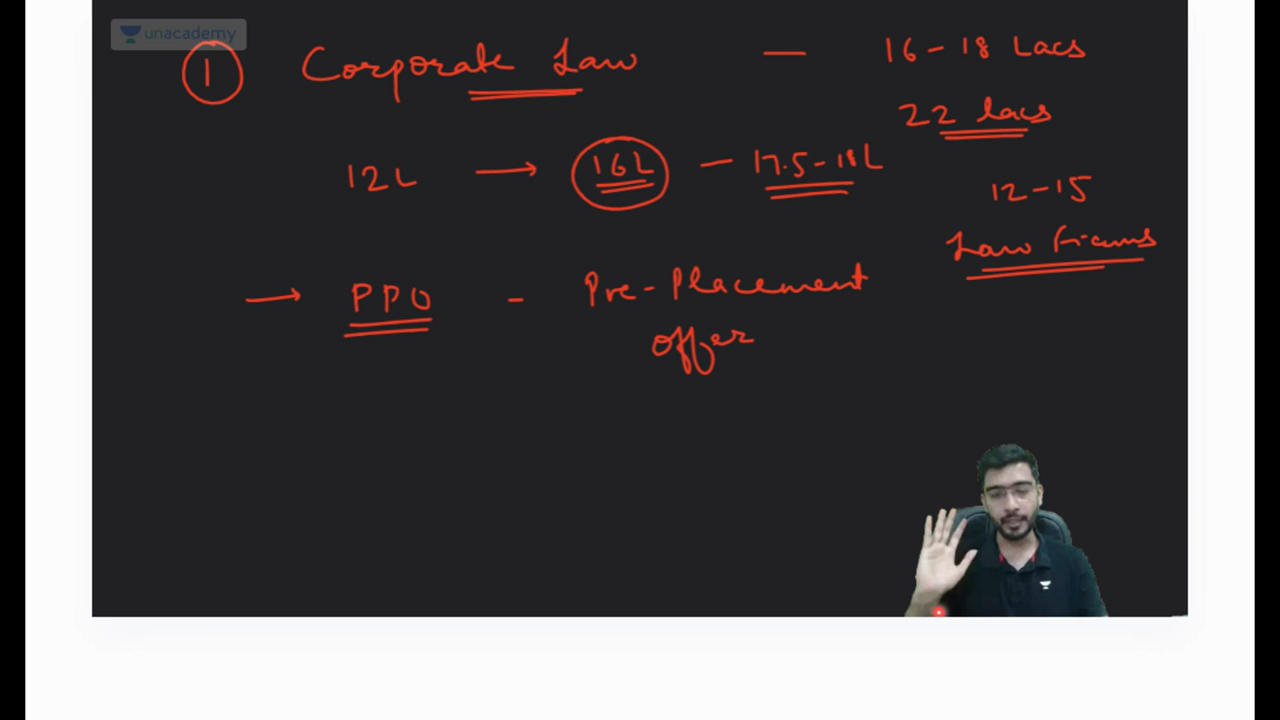 unacademy
1 Corporate Law — 16-18 Lacs
22 lacs
12L → 16L — 17.5-18L
12-15
Law Firms
→ PPO - Pre-Placement
offer